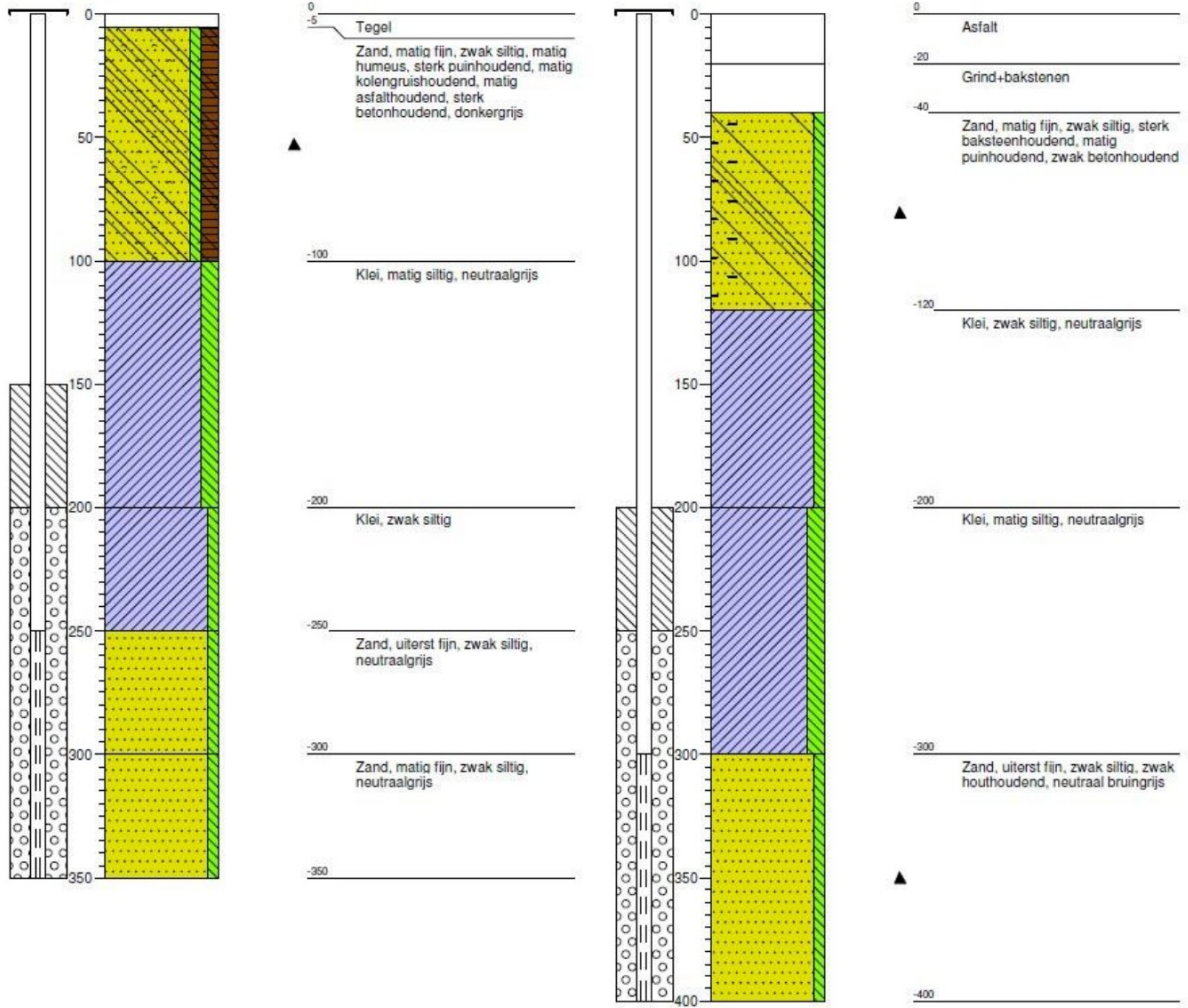 0
50
100
150
200
250
300
350
0
-5
Tegel
Zand, matig fijn, zwak siltig, matig
humeus, sterk puinhoudend, matig
kolengruishoudend, matig
asfalthoudend, sterk
betonhoudend, donkergrijs
-100
Klei, matig siltig, neutraalgrijs
-200
Klei, zwak siltig
-250
Zand, uiterst fijn, zwak siltig,
neutraalgrijs
-300
Zand, matig fijn, zwak siltig,
neutraalgrijs
-350
0
50
100
150
200
250
300
350
400
0
Asfalt
-20
Grind+bakstenen
-40
Zand, matig fijn, zwak siltig, sterk
baksteenhoudend, matig
puinhoudend, zwak betonhoudend
-120
Klei, zwak siltig, neutraalgrijs
-200
Klei, matig siltig, neutraalgrijs
-300
Zand, uiterst fijn, zwak siltig, zwak
houthoudend, neutraal bruingrijs
-400